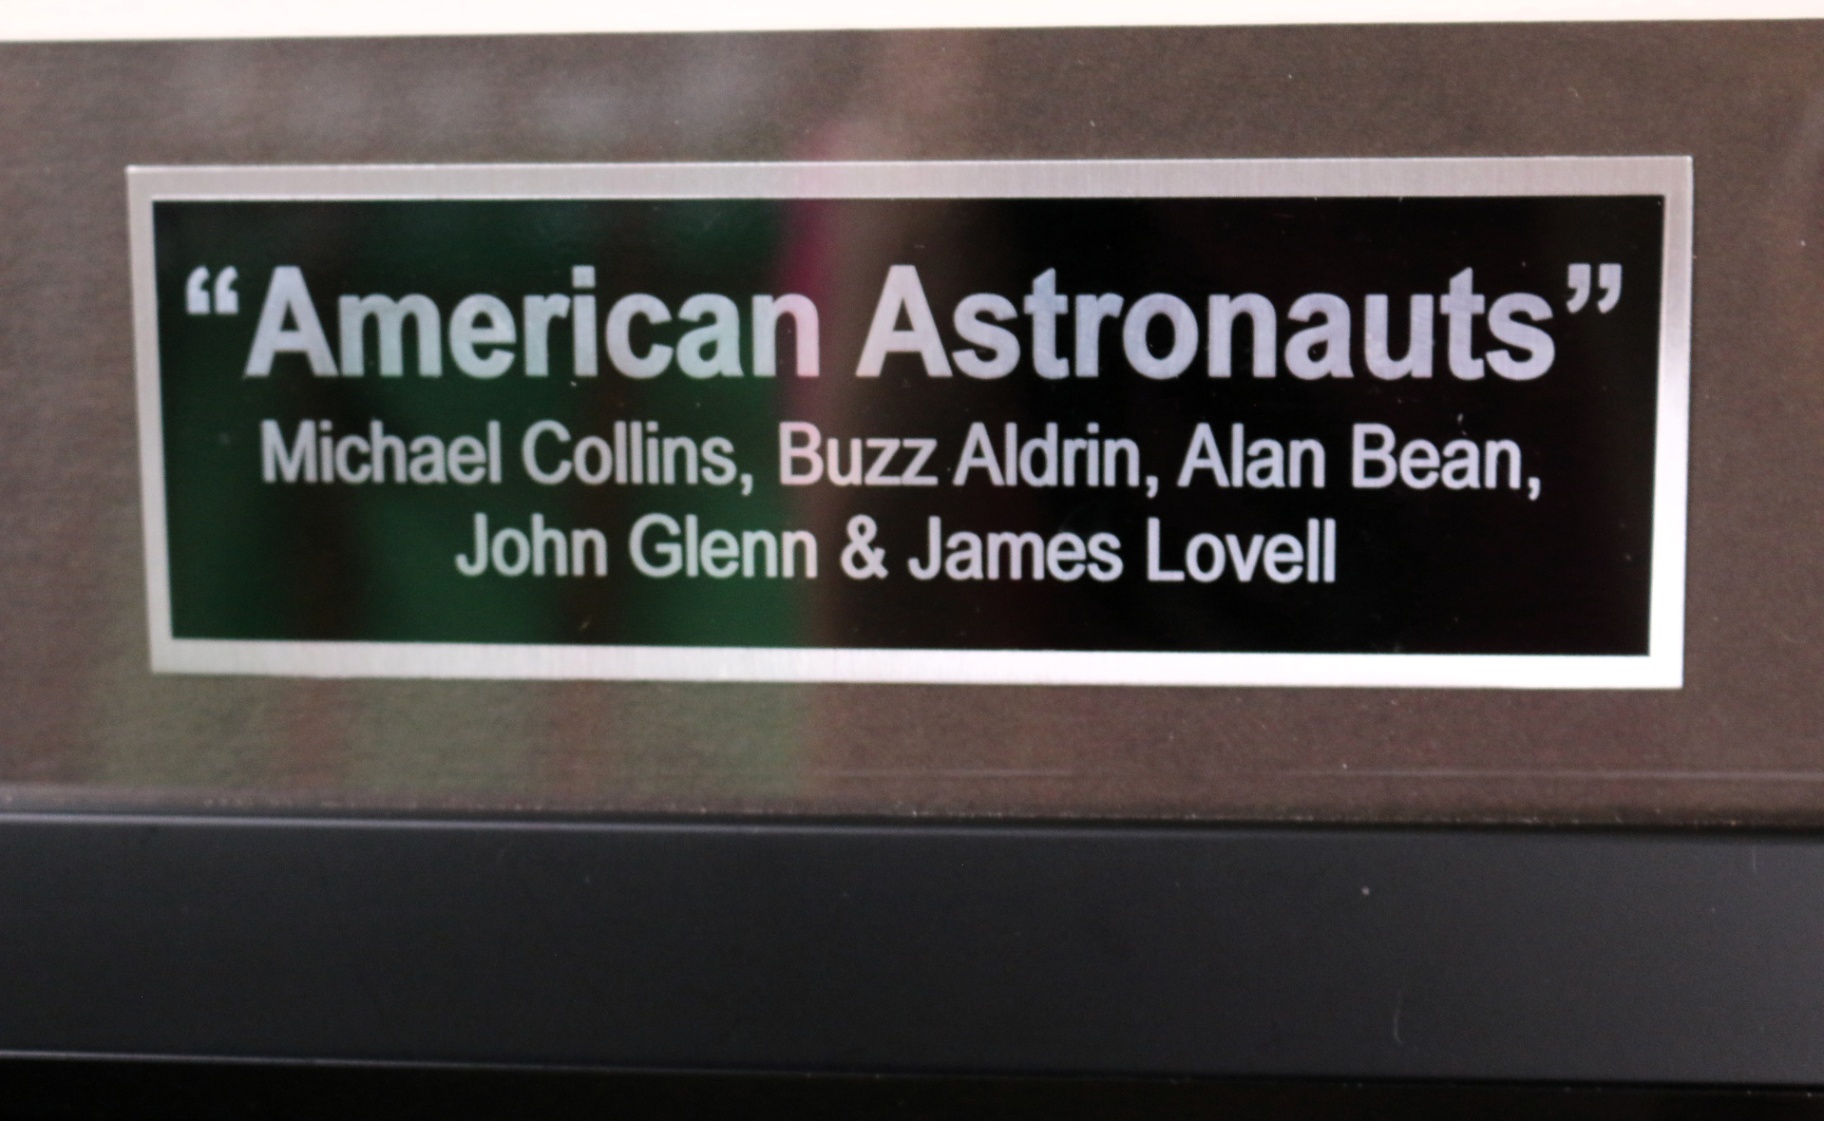 “American Astronauts”
Michael Collins, Buzz Aldrin, Alan Bean,
John Glenn & James Lovell